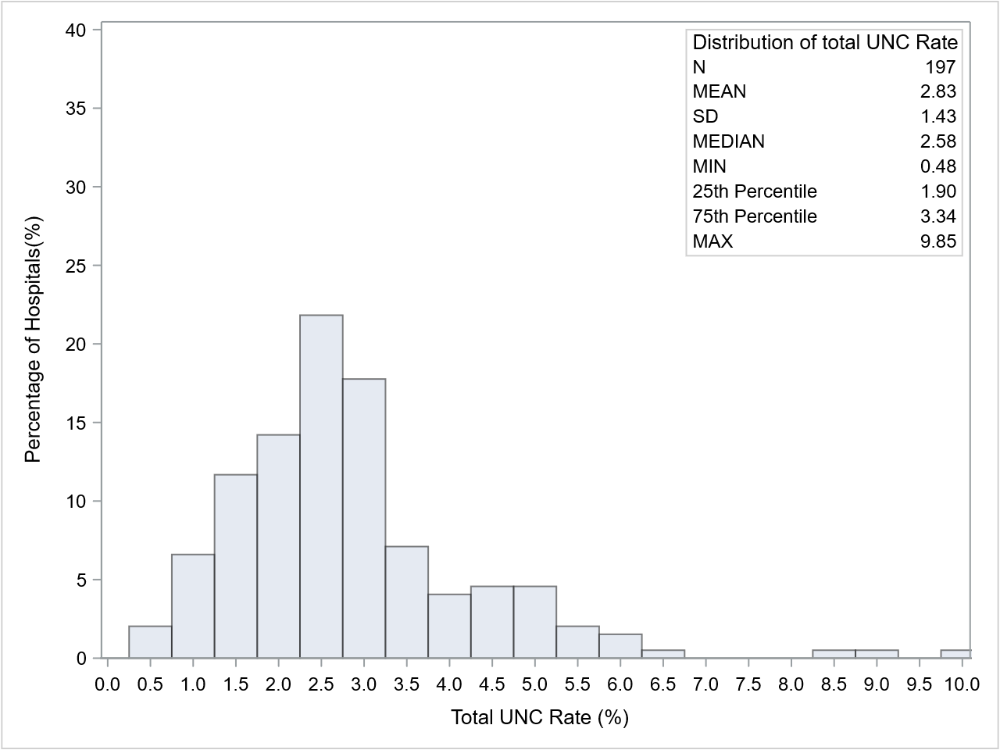 Distribution of total UNC Rate
N 197
MEAN 2.83
SD 1.43
MEDIAN 2.58
MIN 0.48
25th Percentile 1.90
75th Percentile 3.34
MAX 9.85
40
35
30
25
20
15
10
5
0
Percentage of Hospitals(%)
0.0 0.5 1.0 1.5 2.0 2.5 3.0 3.5 4.0 4.5 5.0 5.5 6.0 6.5 7.0 7.5 8.0 8.5 9.0 9.5 10.0
Total UNC Rate (%)